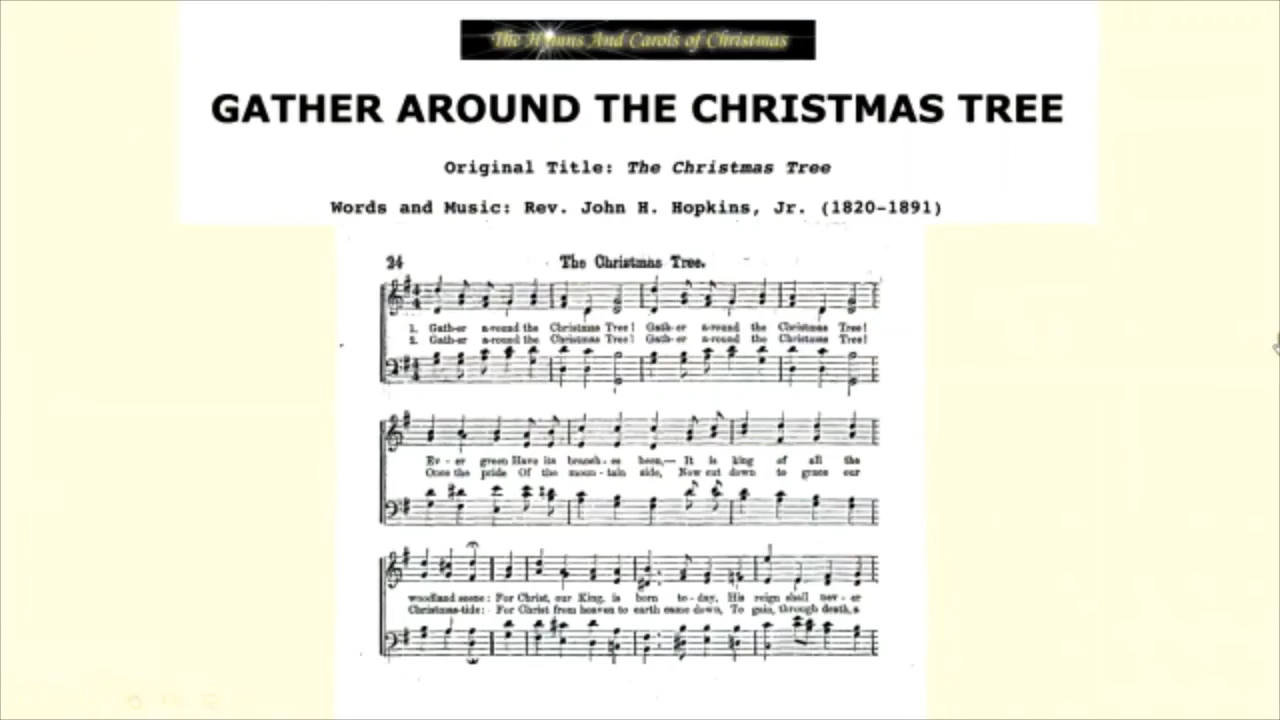 The Hymns And Carols of Christmas
GATHER AROUND THE CHRISTMAS TREE
Original Title: The Christmas Tree
Words and Music: Rev. John H. Hopkins, Jr. (1820-1891)
24 The Christmas Tree.
1. Gath-er a-round the Christmas Tree! Gath-er a-round the Christmas Tree!
2. Gath-er a-round the Christmas Tree! Gath-er a-round the Christmas Tree!
Ev - er green Have its branch - es been,— It is king of all the
Once the pride Of the moun - tain side, Now cut down to grace our
woodland scene: For Christ, our King, is born to-day, His reign shall nev - er
Christmas-tide: For Christ from heaven to earth came down, To gain, through death, a